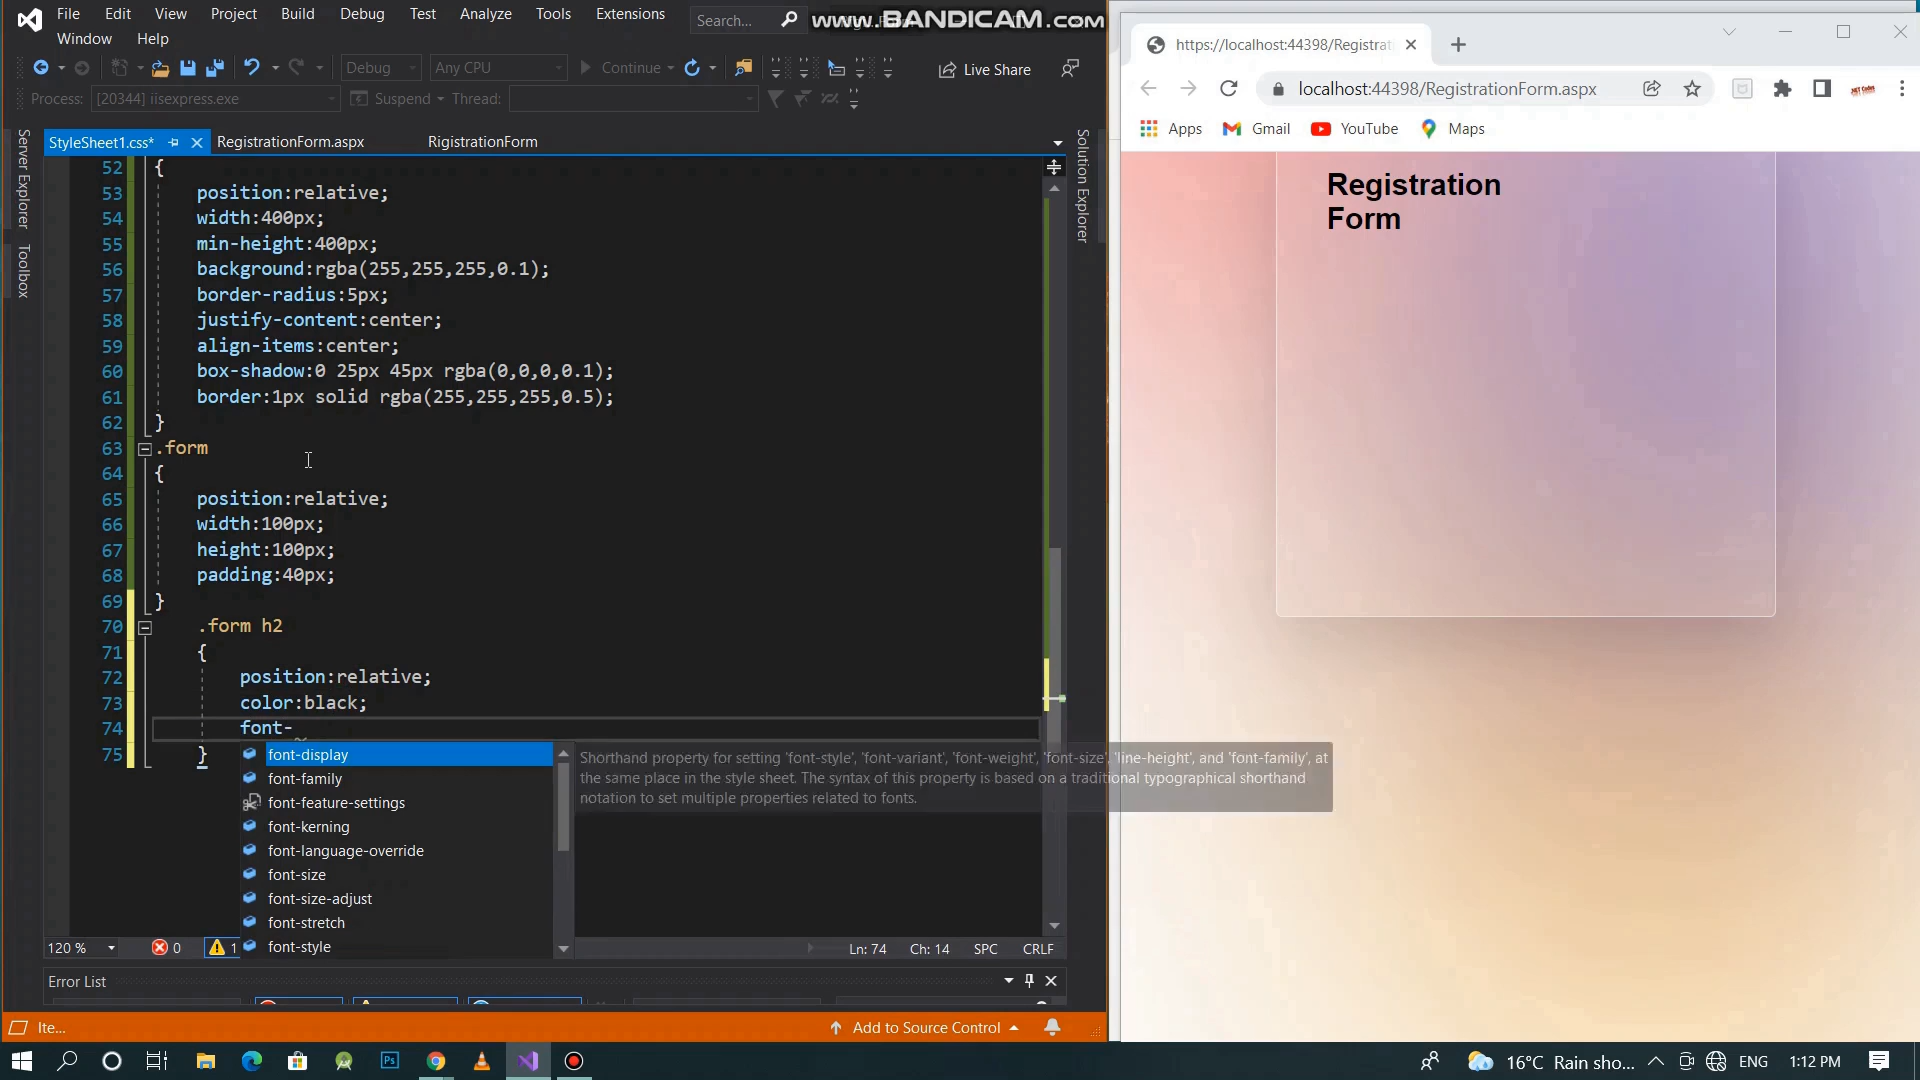 File Edit View Project Build Debug Test Analyze Tools Extensions
Search...
WWW.BANDICAM.COM
Window Help
Debug Any CPU Continue Live Share
Process: [20344] iisexpress.exe Suspend Thread:
StyleSheet1.css* RegistrationForm.aspx RigistrationForm
Server Explorer
Toolbox
Solution Explorer
52 {
53 position:relative;
54 width:400px;
55 min-height:400px;
56 background:rgba(255,255,255,0.1);
57 border-radius:5px;
58 justify-content:center;
59 align-items:center;
60 box-shadow:0 25px 45px rgba(0,0,0,0.1);
61 border:1px solid rgba(255,255,255,0.5);
62 }
63 .form
64 {
65 position:relative;
66 width:100px;
67 height:100px;
68 padding:40px;
69 }
70 .form h2
71 {
72 position:relative;
73 color:black;
74 font-
75 }
font-display
font-family
font-feature-settings
font-kerning
font-language-override
font-size
font-size-adjust
font-stretch
font-style
Shorthand property for setting 'font-style', 'font-variant', 'font-weight', 'font-size', 'line-height', and 'font-family', at
the same place in the style sheet. The syntax of this property is based on a traditional typographical shorthand
notation to set multiple properties related to fonts.
120 % 0 1 Ln: 74 Ch: 14 SPC CRLF
Error List
Ite... Add to Source Control
https://localhost:44398/Registrat
localhost:44398/RegistrationForm.aspx
Apps Gmail YouTube Maps
Registration
Form
Ps
16°C Rain sho... ENG 1:12 PM